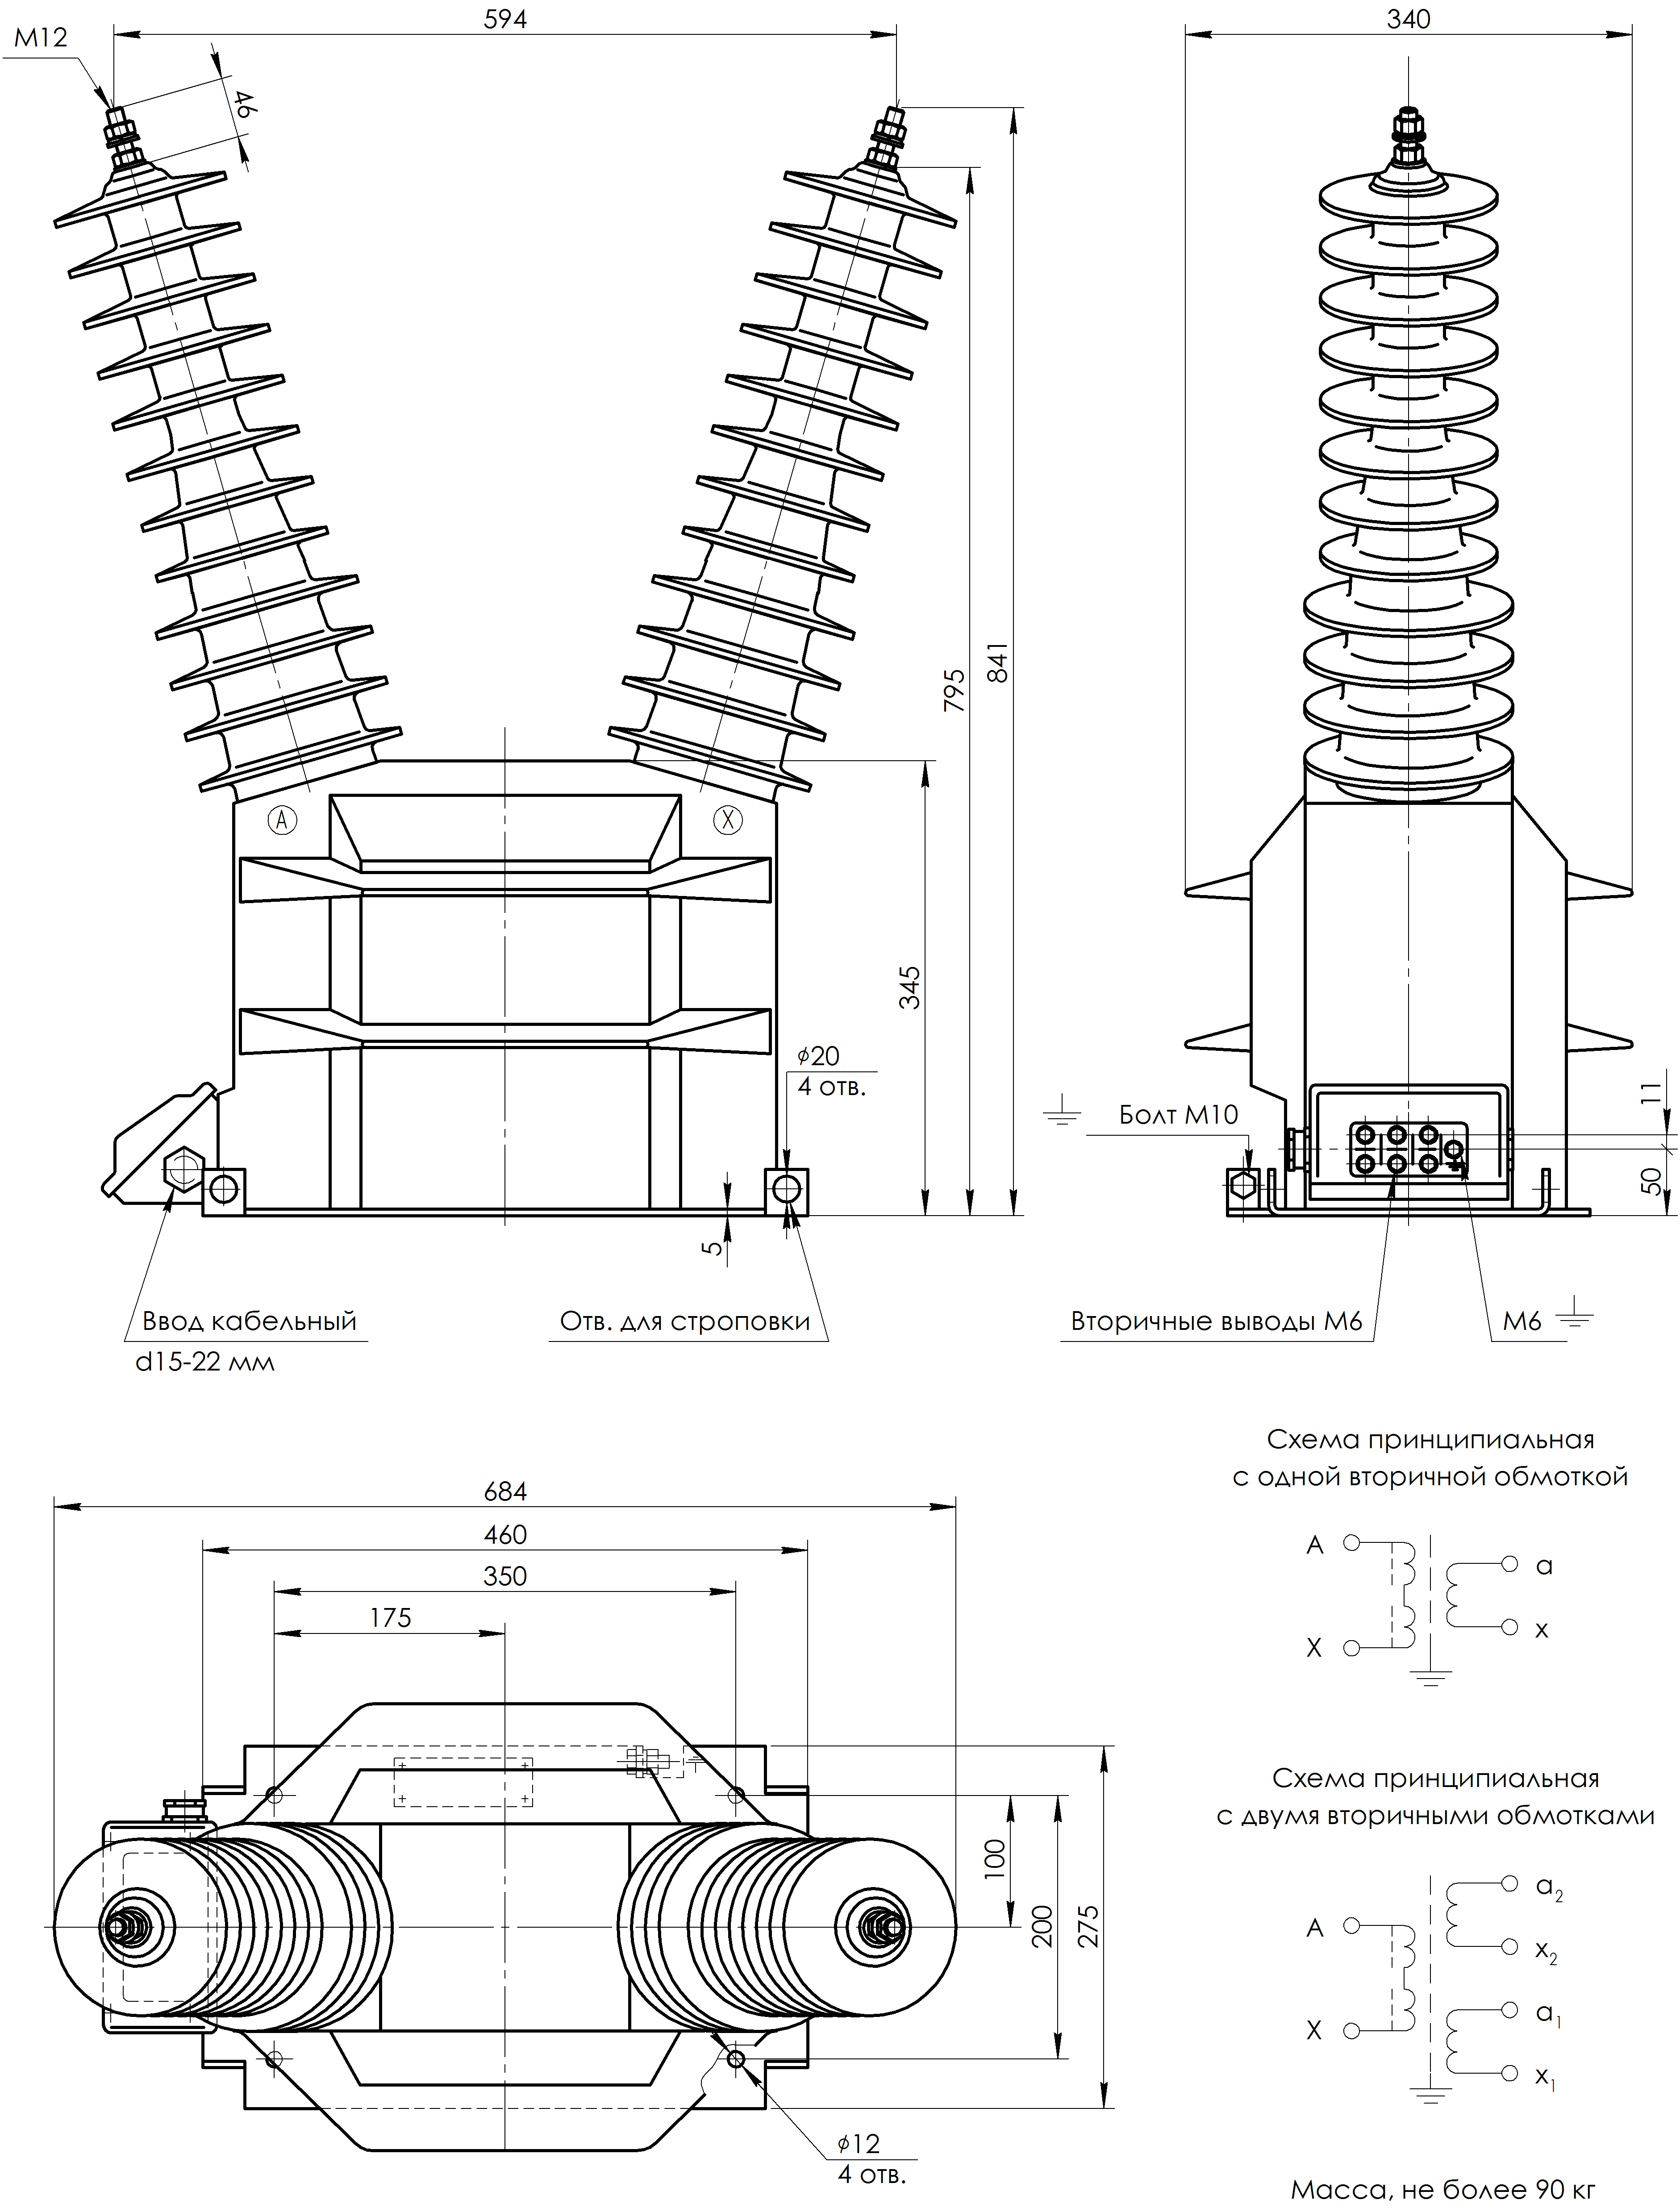 594
M12
46
340
795
841
A
X
345
⌀20
4 отв.
5
Ввод кабельный
d15-22 мм
Отв. для строповки
Болт М10
11
50
Вторичные выводы М6
М6
684
460
350
175
100
200
275
⌀12
4 отв.
Схема принципиальная
с одной вторичной обмоткой
A
X
a
x
Схема принципиальная
с двумя вторичными обмотками
A
X
a2
x2
a1
x1
Масса, не более 90 кг